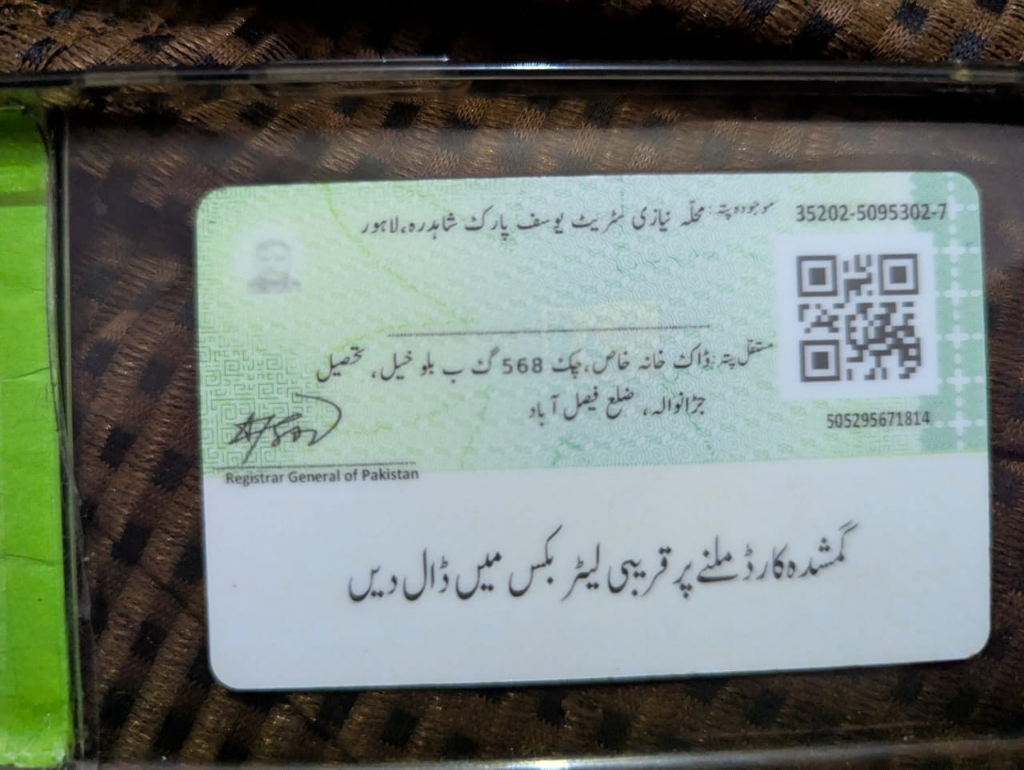 35202-5095302-7
موجودہ پتہ: محلّہ نیازی سٹریٹ یوسف پارک شاہدرہ،لاہور
مستقل پتہ: ڈاک خانہ خاص، چک 568 گ ب بلو خیل، تحصیل
جڑانوالہ، ضلع فیصل آباد
505295671814
Registrar General of Pakistan
گمشدہ کارڈ ملنے پر قریبی لیٹر بکس میں ڈال دیں